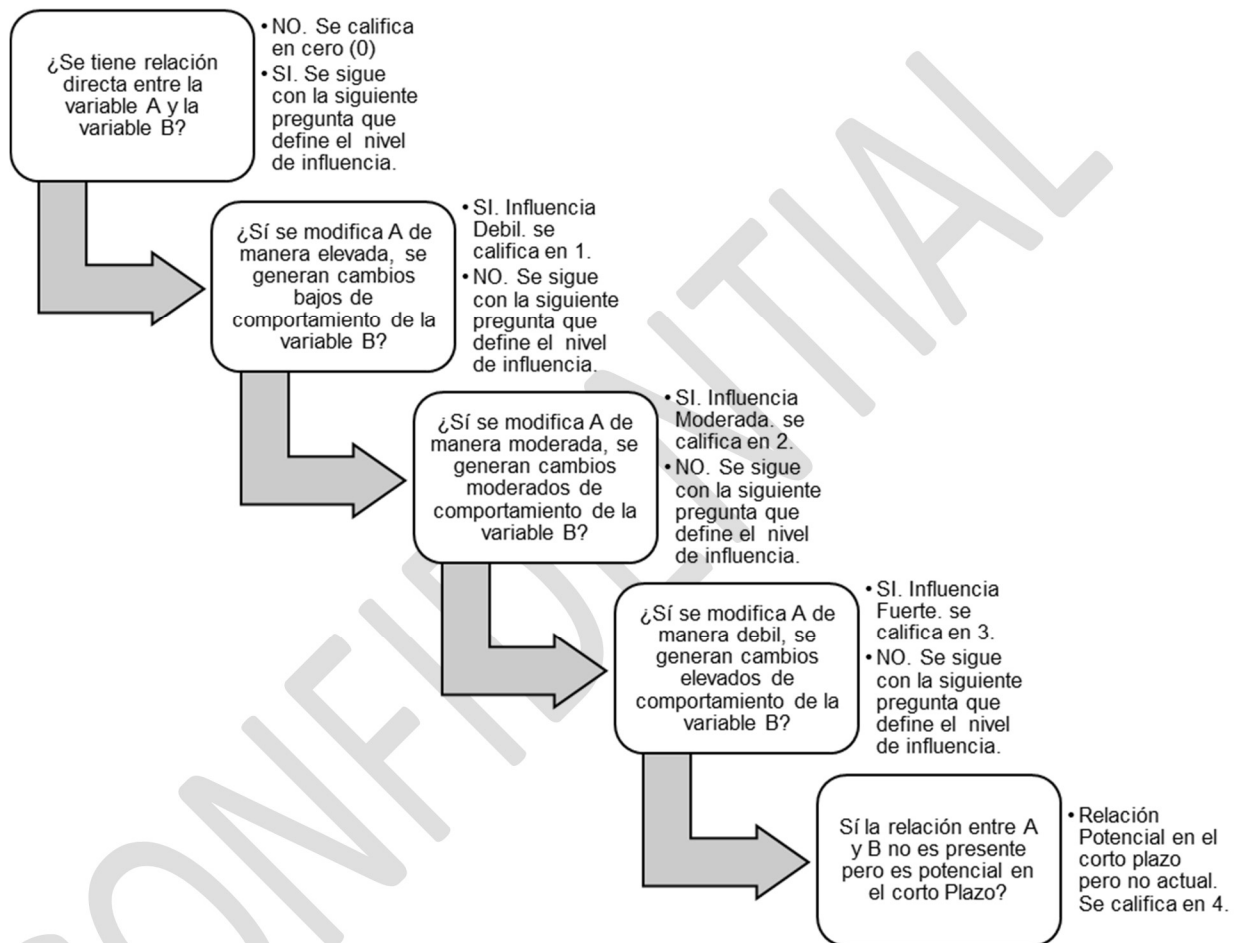 ¿Se tiene relación
directa entre la
variable A y la
variable B?
• NO. Se califica
en cero (0)
• SI. Se sigue
con la siguiente
pregunta que
define el nivel
de influencia.
¿Sí se modifica A de
manera elevada, se
generan cambios
bajos de
comportamiento de la
variable B?
• SI. Influencia
Debil. se
califica en 1.
• NO. Se sigue
con la siguiente
pregunta que
define el nivel
de influencia.
¿Sí se modifica A de
manera moderada, se
generan cambios
moderados de
comportamiento de la
variable B?
• SI. Influencia
Moderada. se
califica en 2.
• NO. Se sigue
con la siguiente
pregunta que
define el nivel
de influencia.
¿Sí se modifica A de
manera debil, se
generan cambios
elevados de
comportamiento de la
variable B?
• SI. Influencia
Fuerte. se
califica en 3.
• NO. Se sigue
con la siguiente
pregunta que
define el nivel
de influencia.
Sí la relación entre A
y B no es presente
pero es potencial en
el corto Plazo?
• Relación
Potencial en el
corto plazo
pero no actual.
Se califica en 4.
CONFIDENTIAL